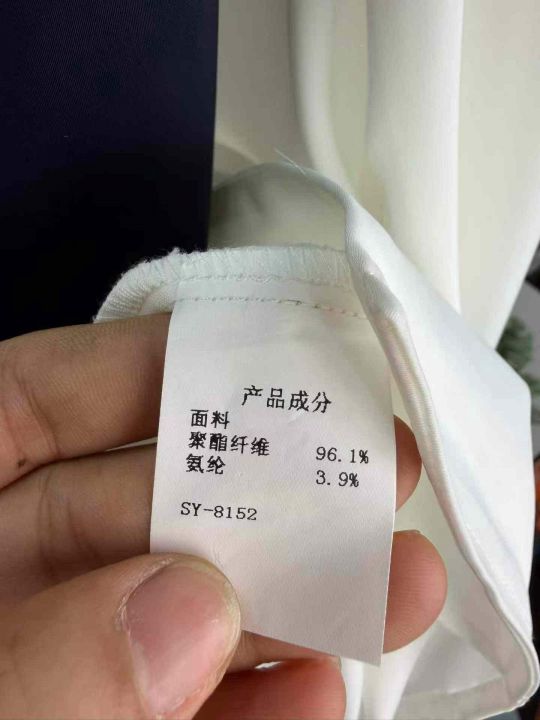 产品成分
面料
聚酯纤维 96.1%
氨纶 3.9%
SY-8152